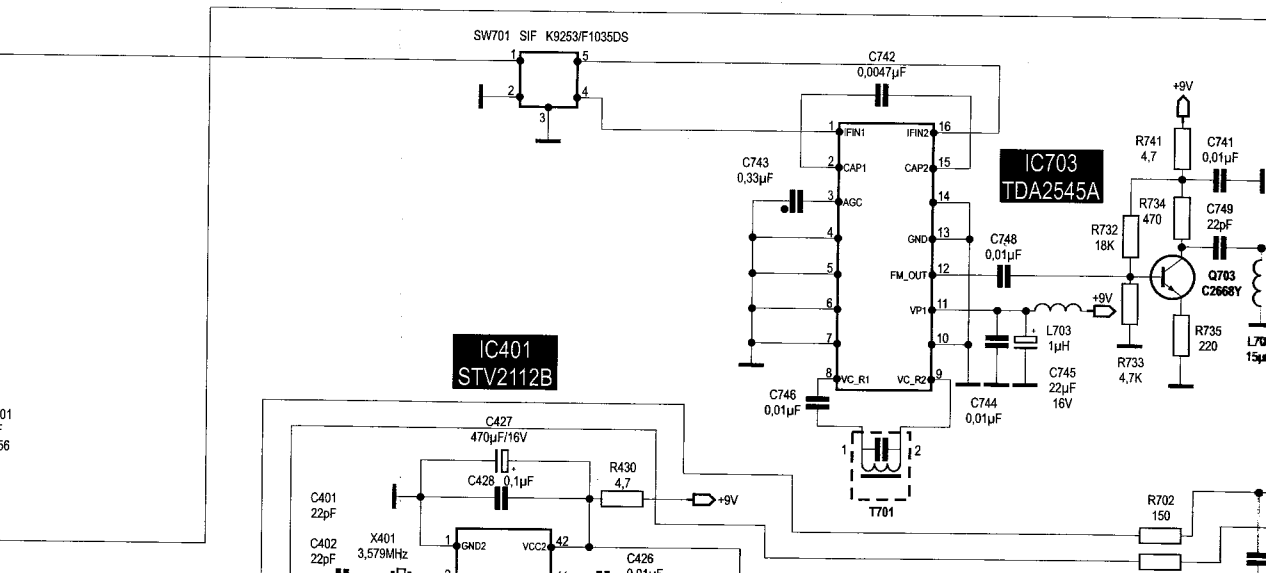 SW701 SIF K9253/F1035DS
1
5
2
4
3
C742
0,0047µF
+9V
1
IFIN1
IFIN2
16
R741
4,7
C741
0,01µF
C743
0,33µF
2
CAP1
CAP2
15
IC703
TDA2545A
3
AGC
14
R734
470
C749
22pF
R732
18K
4
GND
13
C748
0,01µF
5
FM_OUT
12
Q703
C2668Y
6
VP1
11
+9V
+
L703
1µH
R735
220
7
10
R733
4,7K
IC401
STV2112B
8
VC_R1
VC_R2
9
C745
22µF
16V
C746
0,01µF
C744
0,01µF
01
F
56
C427
470µF/16V
+
1
2
C428
0,1µF
R430
4,7
+9V
T701
C401
22pF
R702
150
C402
22pF
X401
3,579MHz
1
GND2
VCC2
42
C426